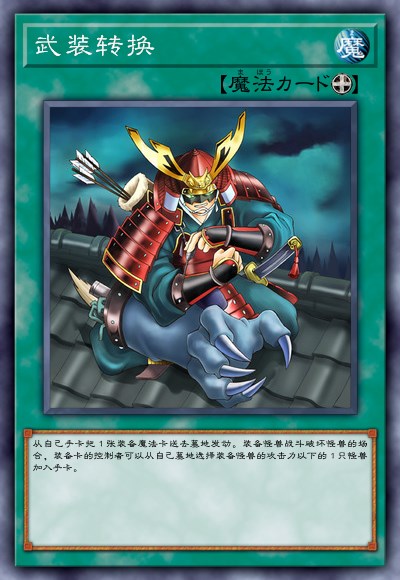 武装转换
魔
【魔法カード】
まほう
从自己手卡把1张装备魔法卡送去墓地发动。装备怪兽战斗破坏怪兽的场
合，装备卡的控制者可以从自己墓地选择装备怪兽的攻击力以下的1只怪兽
加入手卡。